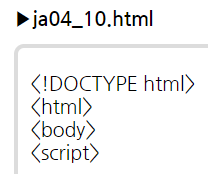 ▶ja04_10.html
<!DOCTYPE html>
<html>
<body>
<script>